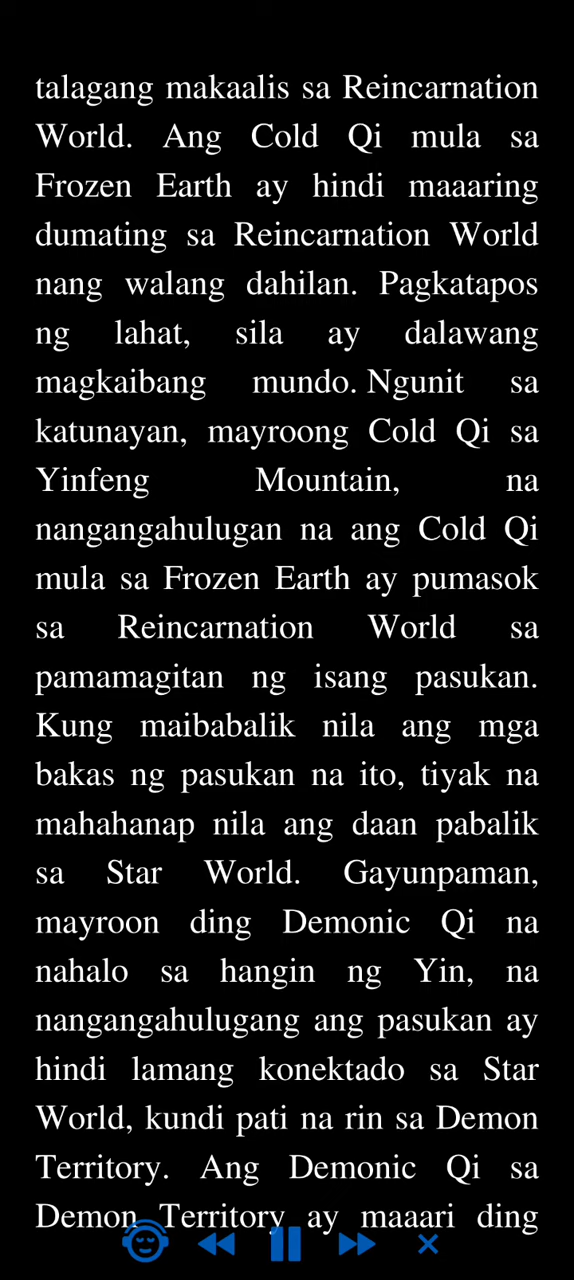 talagang makaalis sa Reincarnation
World. Ang Cold Qi mula sa
Frozen Earth ay hindi maaaring
dumating sa Reincarnation World
nang walang dahilan. Pagkatapos
ng lahat, sila ay dalawang
magkaibang mundo. Ngunit sa
katunayan, mayroong Cold Qi sa
Yinfeng Mountain, na
nangangahulugan na ang Cold Qi
mula sa Frozen Earth ay pumasok
sa Reincarnation World sa
pamamagitan ng isang pasukan.
Kung maibabalik nila ang mga
bakas ng pasukan na ito, tiyak na
mahahanap nila ang daan pabalik
sa Star World. Gayunpaman,
mayroon ding Demonic Qi na
nahalo sa hangin ng Yin, na
nangangahulugang ang pasukan ay
hindi lamang konektado sa Star
World, kundi pati na rin sa Demon
Territory. Ang Demonic Qi sa
Demon Territory ay maaari ding